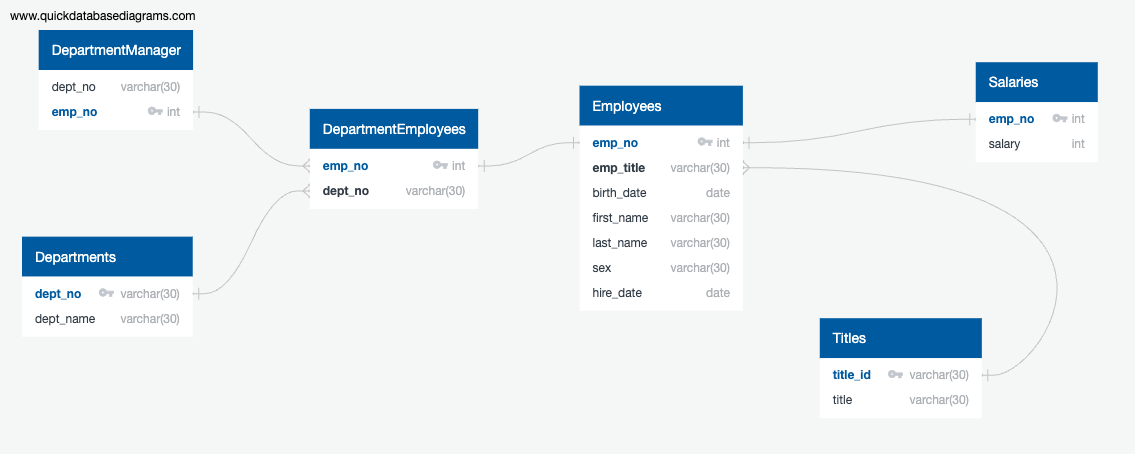 www.quickdatabasediagrams.com
DepartmentManager
dept_no varchar(30)
emp_no int
DepartmentEmployees
emp_no int
dept_no varchar(30)
Departments
dept_no varchar(30)
dept_name varchar(30)
Employees
emp_no int
emp_title varchar(30)
birth_date date
first_name varchar(30)
last_name varchar(30)
sex varchar(30)
hire_date date
Salaries
emp_no int
salary int
Titles
title_id varchar(30)
title varchar(30)